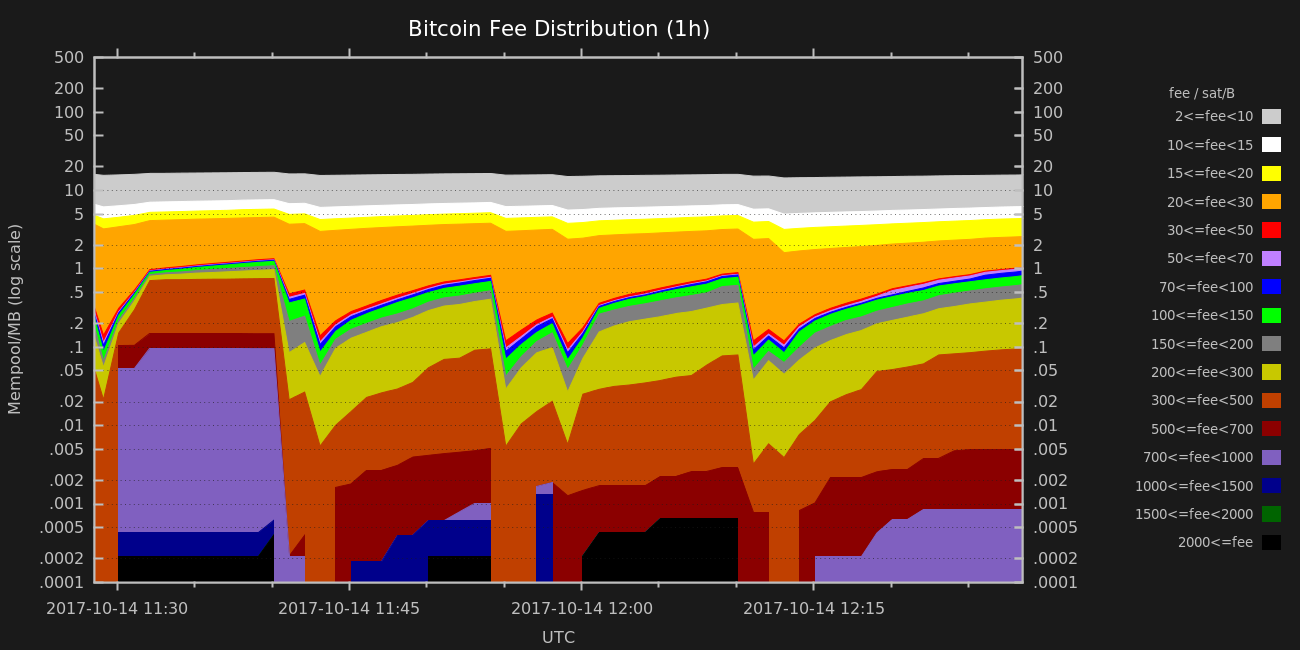 Bitcoin Fee Distribution (1h)
500
200
100
50
20
10
5
2
1
.5
.2
.1
.05
.02
.01
.005
.002
.001
.0005
.0002
.0001
Mempool/MB (log scale)
500
200
100
50
20
10
5
2
1
.5
.2
.1
.05
.02
.01
.005
.002
.001
.0005
.0002
.0001
2017-10-14 11:30
2017-10-14 11:45
2017-10-14 12:00
2017-10-14 12:15
UTC
fee / sat/B
2<=fee<10
10<=fee<15
15<=fee<20
20<=fee<30
30<=fee<50
50<=fee<70
70<=fee<100
100<=fee<150
150<=fee<200
200<=fee<300
300<=fee<500
500<=fee<700
700<=fee<1000
1000<=fee<1500
1500<=fee<2000
2000<=fee